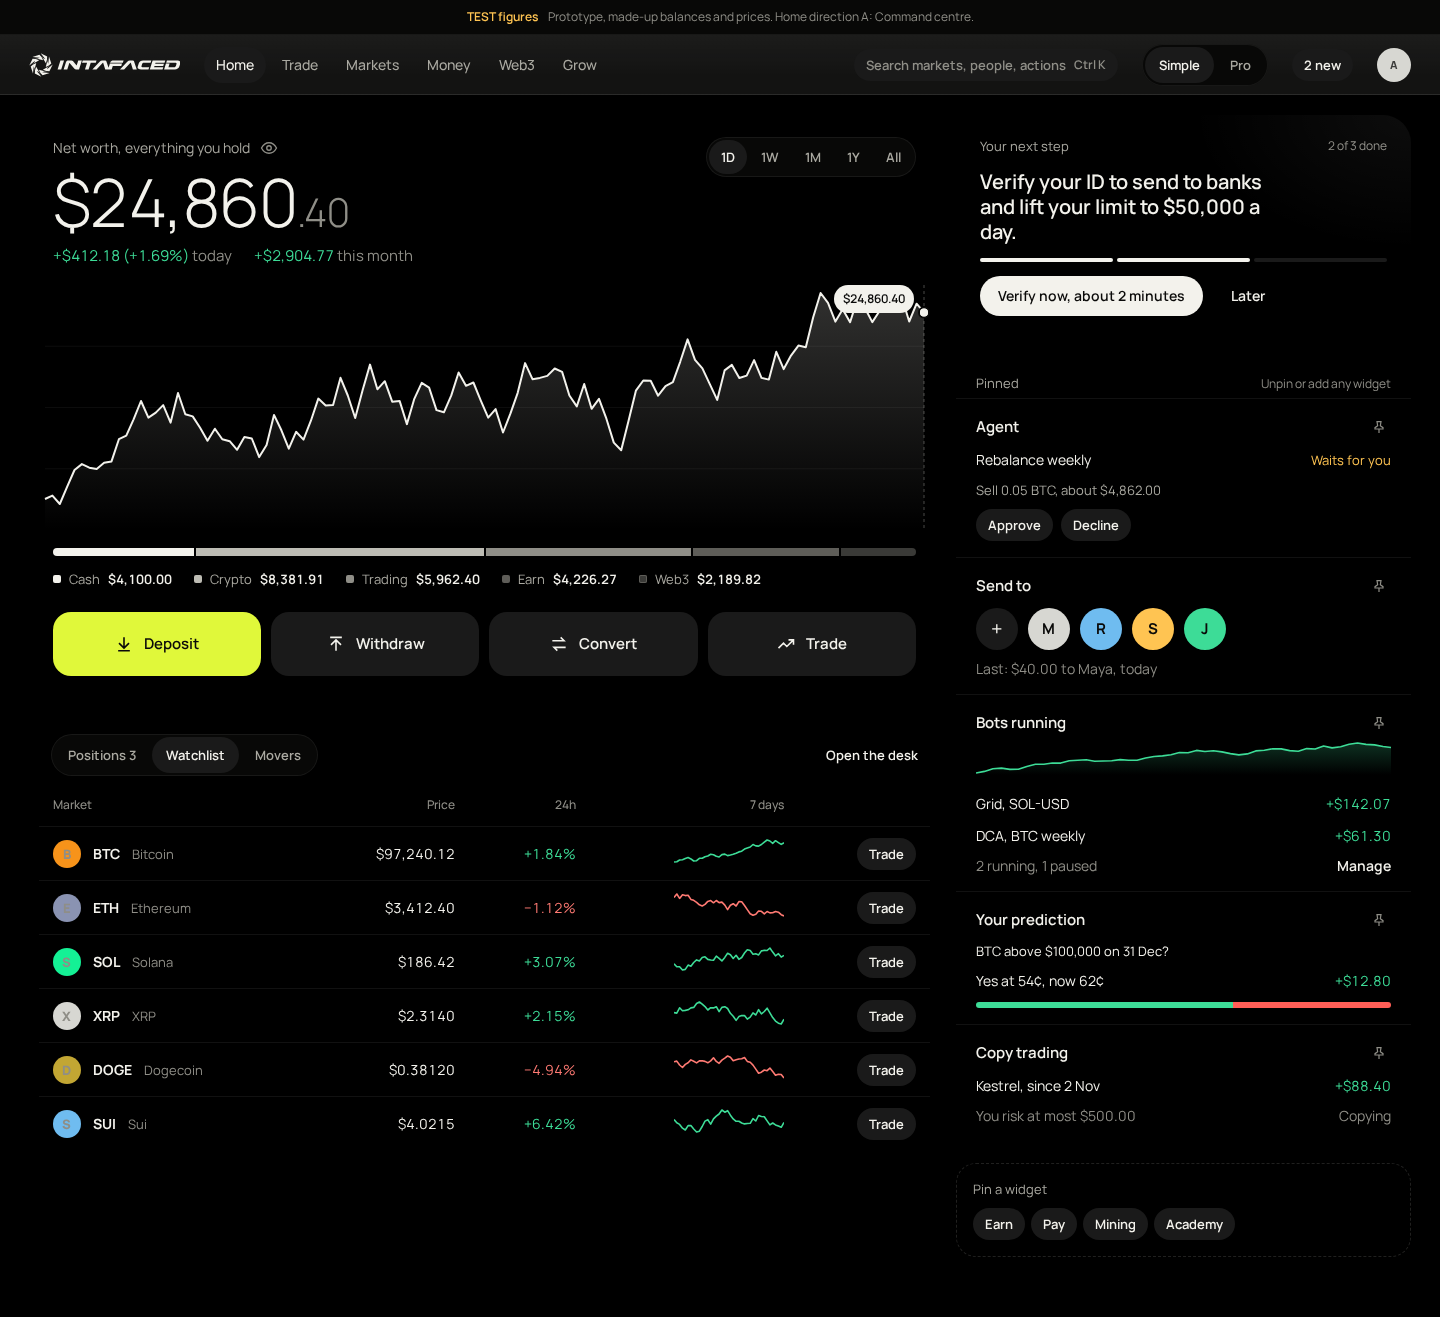 TEST figures Prototype, made-up balances and prices. Home direction A: Command centre.
INTAFACED Home Trade Markets Money Web3 Grow Search markets, people, actions Ctrl K Simple Pro 2 new A
Net worth, everything you hold 1D 1W 1M 1Y All
$24,860.40
+$412.18 (+1.69%) today +$2,904.77 this month
$24,860.40
Cash $4,100.00 Crypto $8,381.91 Trading $5,962.40 Earn $4,226.27 Web3 $2,189.82
Deposit Withdraw Convert Trade
Positions 3 Watchlist Movers Open the desk
Market Price 24h 7 days
B BTC Bitcoin $97,240.12 +1.84% Trade
E ETH Ethereum $3,412.40 −1.12% Trade
S SOL Solana $186.42 +3.07% Trade
X XRP XRP $2.3140 +2.15% Trade
D DOGE Dogecoin $0.38120 −4.94% Trade
S SUI Sui $4.0215 +6.42% Trade
Your next step 2 of 3 done
Verify your ID to send to banks
and lift your limit to $50,000 a
day.
Verify now, about 2 minutes Later
Pinned Unpin or add any widget
Agent
Rebalance weekly Waits for you
Sell 0.05 BTC, about $4,862.00
Approve Decline
Send to
+ M R S J
Last: $40.00 to Maya, today
Bots running
Grid, SOL-USD +$142.07
DCA, BTC weekly +$61.30
2 running, 1 paused Manage
Your prediction
BTC above $100,000 on 31 Dec?
Yes at 54¢, now 62¢ +$12.80
Copy trading
Kestrel, since 2 Nov +$88.40
You risk at most $500.00 Copying
Pin a widget
Earn Pay Mining Academy